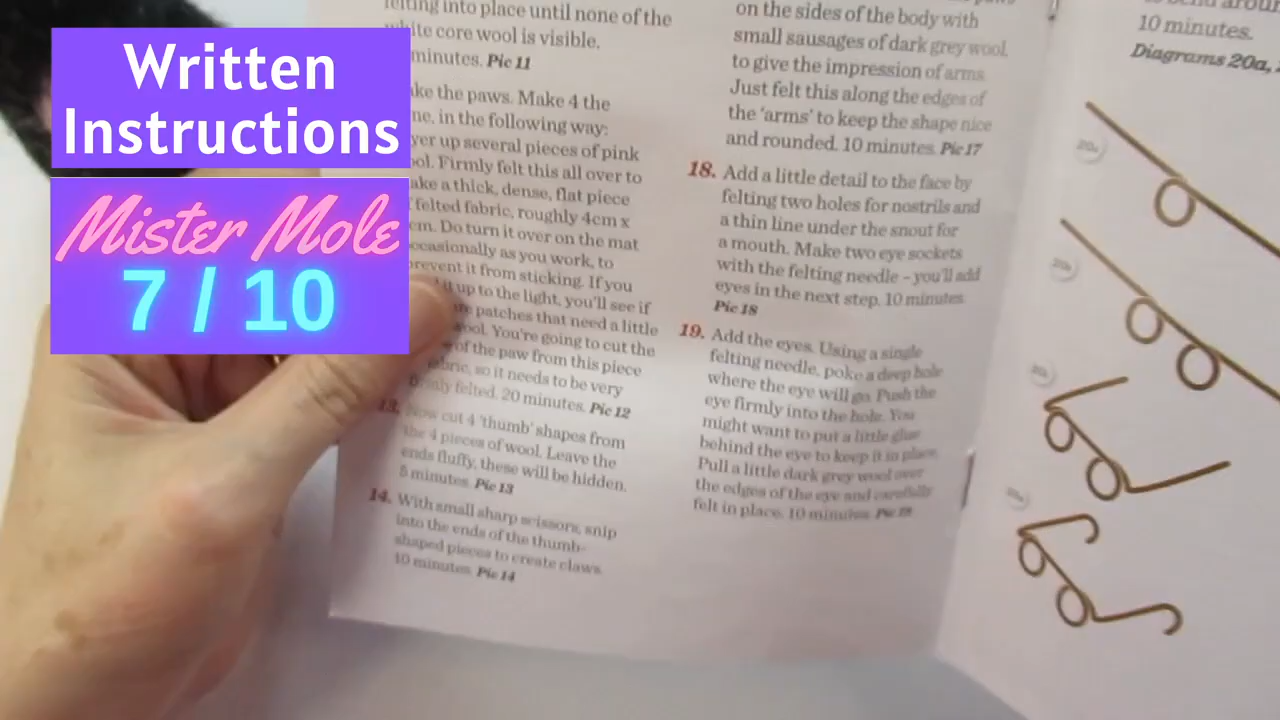 Written
Instructions
Mister Mole
7 / 10
felting into place until none of the
white core wool is visible.
minutes. Pic 11
ke the paws. Make 4 the
ne, in the following way:
yer up several pieces of pink
ool. Firmly felt this all over to
ake a thick, dense, flat piece
f felted fabric, roughly 4cm x
cm. Do turn it over on the mat
ccasionally as you work, to
prevent it from sticking. If you
it up to the light, you'll see if
re patches that need a little
wool. You're going to cut the
of the paw from this piece
fabric, so it needs to be very
firmly felted. 20 minutes. Pic 12
13. Now cut 4 'thumb' shapes from
the 4 pieces of wool. Leave the
ends fluffy, these will be hidden.
5 minutes. Pic 13
14. With small sharp scissors, snip
into the ends of the thumb-
shaped pieces to create claws.
10 minutes. Pic 14
on the sides of the body with
small sausages of dark grey wool,
to give the impression of arms.
Just felt this along the edges of
the 'arms' to keep the shape nice
and rounded. 10 minutes. Pic 17
18. Add a little detail to the face by
felting two holes for nostrils and
a thin line under the snout for
a mouth. Make two eye sockets
with the felting needle – you'll add
eyes in the next step. 10 minutes.
Pic 18
19. Add the eyes. Using a single
felting needle, poke a deep hole
where the eye will go. Push the
eye firmly into the hole. You
might want to put a little glue
behind the eye to keep it in place.
Pull a little dark grey wool over
the edges of the eye and carefully
felt in place. 10 minutes. Pic 19
10 minutes.
Diagrams 20a,
20a
20b